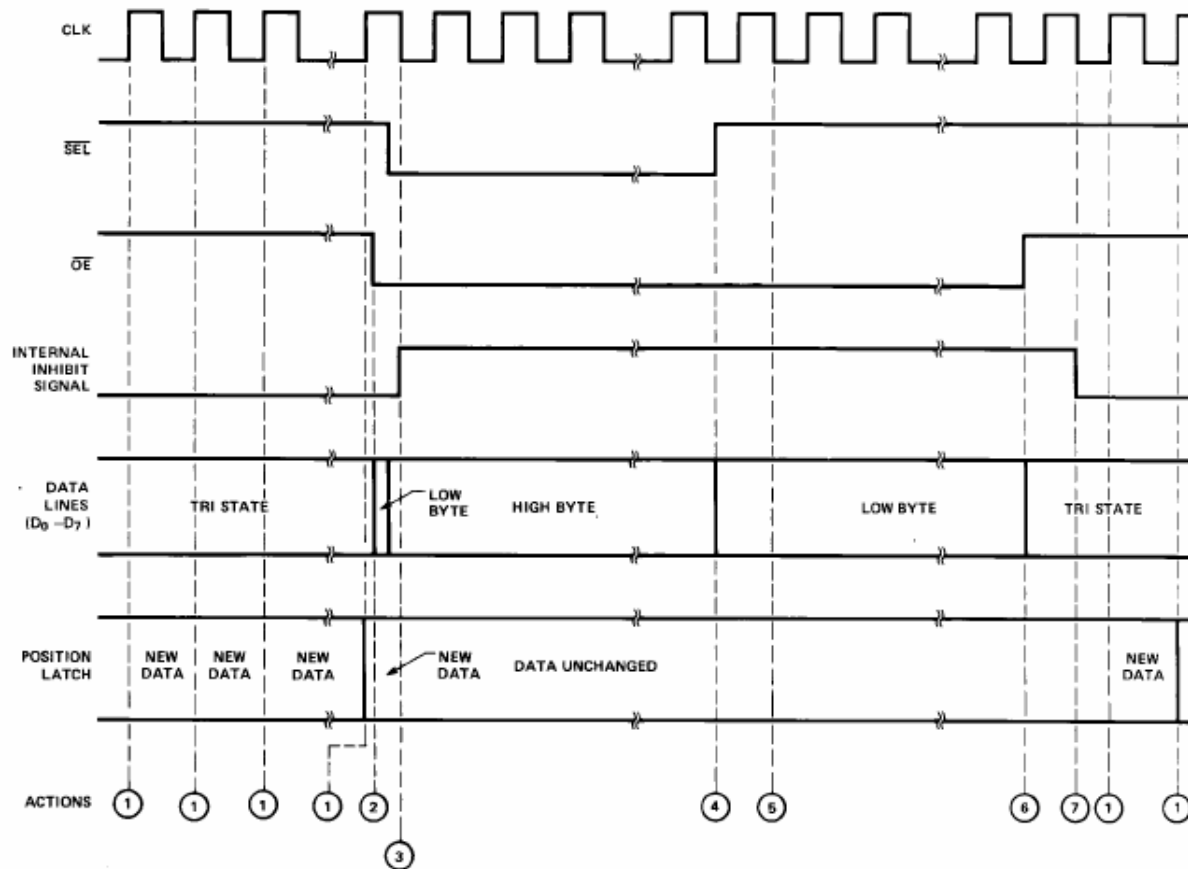 CLK
SEL
OE
INTERNAL
INHIBIT
SIGNAL
DATA
LINES
(D0 –D7 )
TRI STATE
LOW
BYTE
HIGH BYTE
LOW BYTE
TRI STATE
POSITION
LATCH
NEW
DATA
NEW
DATA
NEW
DATA
NEW
DATA
DATA UNCHANGED
NEW
DATA
ACTIONS
1 1 1 1 2 4 5 6 7 1 1
3